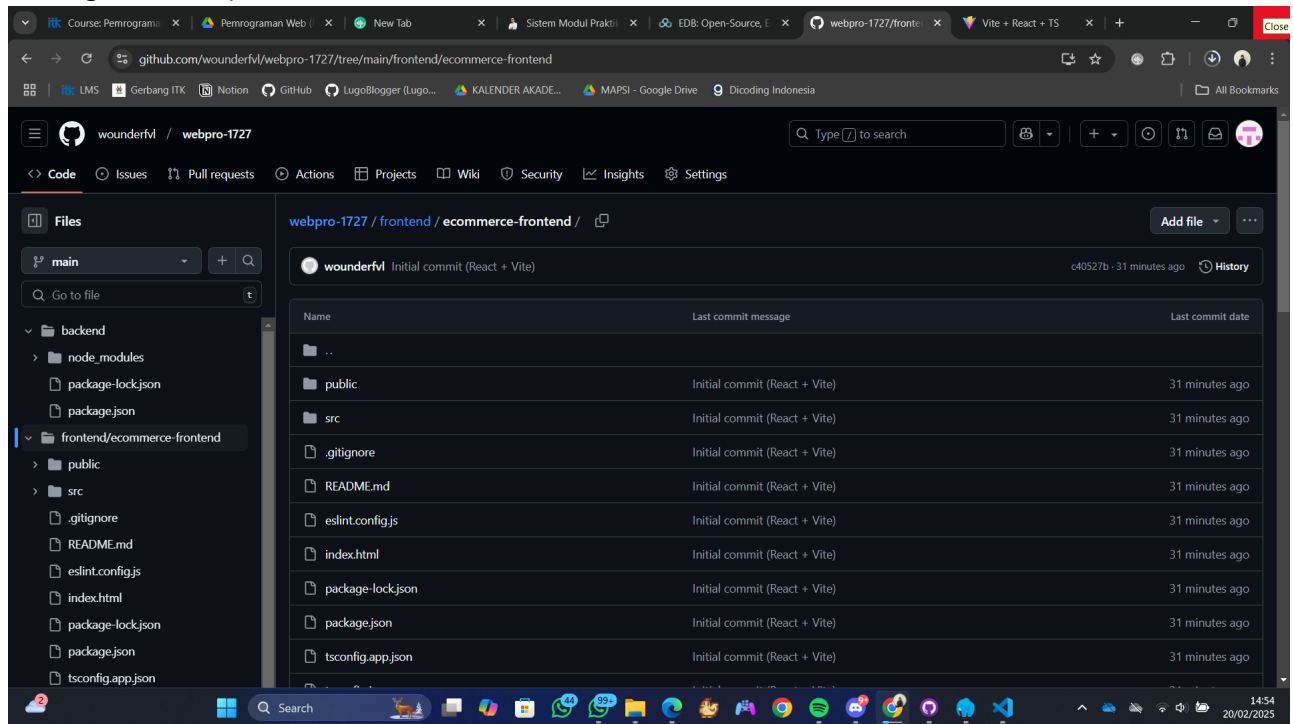 itk Course: Pemrograma
Pemrograman Web (
New Tab
Sistem Modul Prakti
EDB: Open-Source, E
webpro-1727/fronte
Vite + React + TS
Close
github.com/wounderfvl/webpro-1727/tree/main/frontend/ecommerce-frontend
itk LMS
Gerbang ITK
Notion
GitHub
LugoBlogger (Lugo...
KALENDER AKADE...
MAPSI - Google Drive
Dicoding Indonesia
All Bookmarks
wounderfvl / webpro-1727
Type / to search
Code
Issues
Pull requests
Actions
Projects
Wiki
Security
Insights
Settings
Files
main
Go to file
t
backend
node_modules
package-lock.json
package.json
frontend/ecommerce-frontend
public
src
.gitignore
README.md
eslint.config.js
index.html
package-lock.json
package.json
tsconfig.app.json
webpro-1727 / frontend / ecommerce-frontend /
Add file
wounderfvl Initial commit (React + Vite)
c40527b · 31 minutes ago
History
Name Last commit message Last commit date
..
public Initial commit (React + Vite) 31 minutes ago
src Initial commit (React + Vite) 31 minutes ago
.gitignore Initial commit (React + Vite) 31 minutes ago
README.md Initial commit (React + Vite) 31 minutes ago
eslint.config.js Initial commit (React + Vite) 31 minutes ago
index.html Initial commit (React + Vite) 31 minutes ago
package-lock.json Initial commit (React + Vite) 31 minutes ago
package.json Initial commit (React + Vite) 31 minutes ago
tsconfig.app.json Initial commit (React + Vite) 31 minutes ago
2
Search
44
99+
14:54
20/02/2025